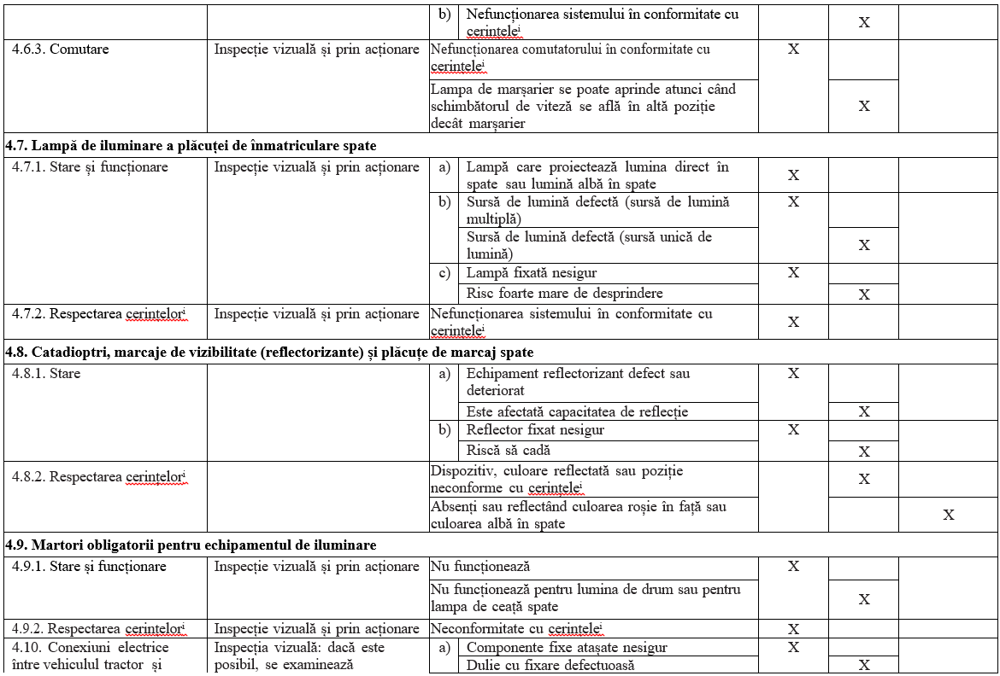 b) Nefuncționarea sistemului în conformitate cu
cerințeleⁱ
X
4.6.3. Comutare
Inspecție vizuală și prin acționare
Nefuncționarea comutatorului în conformitate cu
cerințeleⁱ
X
Lampa de marșarier se poate aprinde atunci când
schimbătorul de viteză se află în altă poziție
decât marșarier
X
4.7. Lampă de iluminare a plăcuței de înmatriculare spate
4.7.1. Stare și funcționare
Inspecție vizuală și prin acționare
a) Lampă care proiectează lumina direct în
spate sau lumină albă în spate
X
b) Sursă de lumină defectă (sursă de lumină
multiplă)
X
Sursă de lumină defectă (sursă unică de
lumină)
X
c) Lampă fixată nesigur
X
Risc foarte mare de desprindere
X
4.7.2. Respectarea cerințelorⁱ
Inspecție vizuală și prin acționare
Nefuncționarea sistemului în conformitate cu
cerințeleⁱ
X
4.8. Catadioptri, marcaje de vizibilitate (reflectorizante) și plăcuțe de marcaj spate
4.8.1. Stare
a) Echipament reflectorizant defect sau
deteriorat
X
Este afectată capacitatea de reflecție
X
b) Reflector fixat nesigur
X
Riscă să cadă
X
4.8.2. Respectarea cerințelorⁱ
Dispozitiv, culoare reflectată sau poziție
neconforme cu cerințeleⁱ
X
Absenți sau reflectând culoarea roșie în față sau
culoarea albă în spate
X
4.9. Martori obligatorii pentru echipamentul de iluminare
4.9.1. Stare și funcționare
Inspecție vizuală și prin acționare
Nu funcționează
X
Nu funcționează pentru lumina de drum sau pentru
lampa de ceață spate
X
4.9.2. Respectarea cerințelorⁱ
Inspecție vizuală și prin acționare
Neconformitate cu cerințeleⁱ
X
4.10. Conexiuni electrice
între vehiculul tractor și
Inspecția vizuală: dacă este
posibil, se examinează
a) Componente fixe atașate nesigur
X
Dulie cu fixare defectuoasă
X